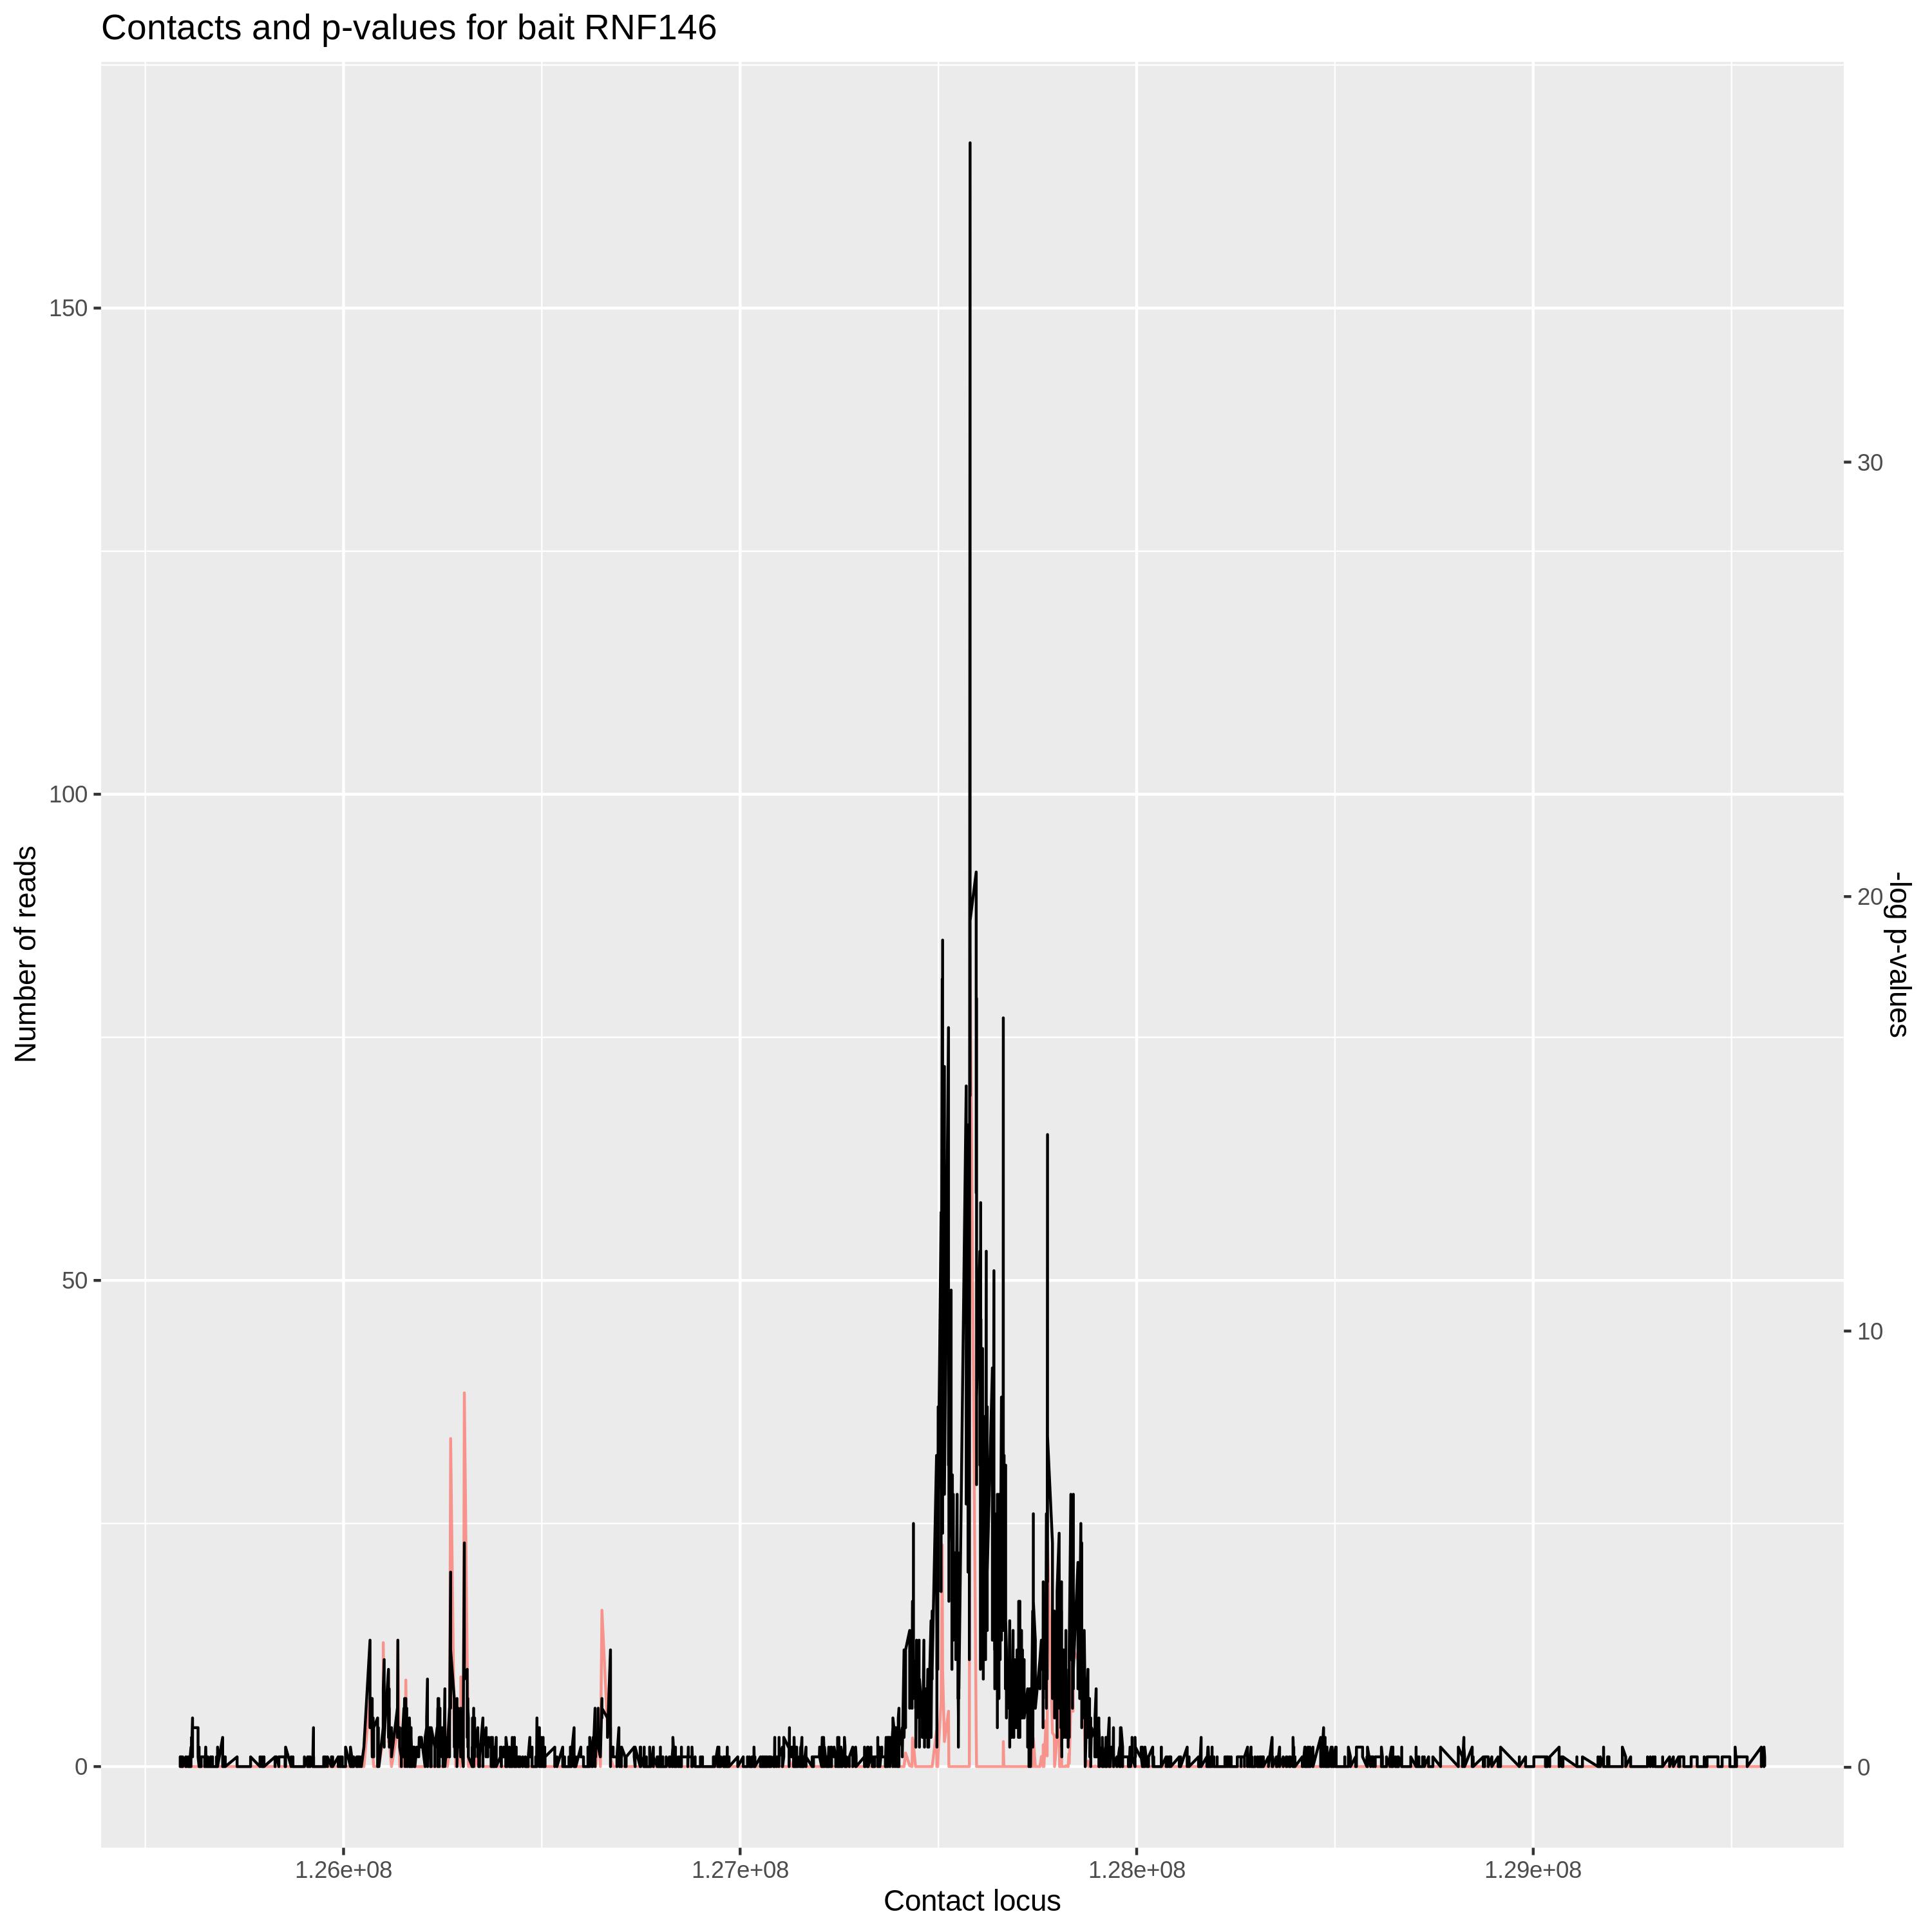 Contacts and p-values for bait RNF146
150
100
50
0
Number of reads
30
20
10
0
-log p-values
1.26e+08 1.27e+08 1.28e+08 1.29e+08
Contact locus